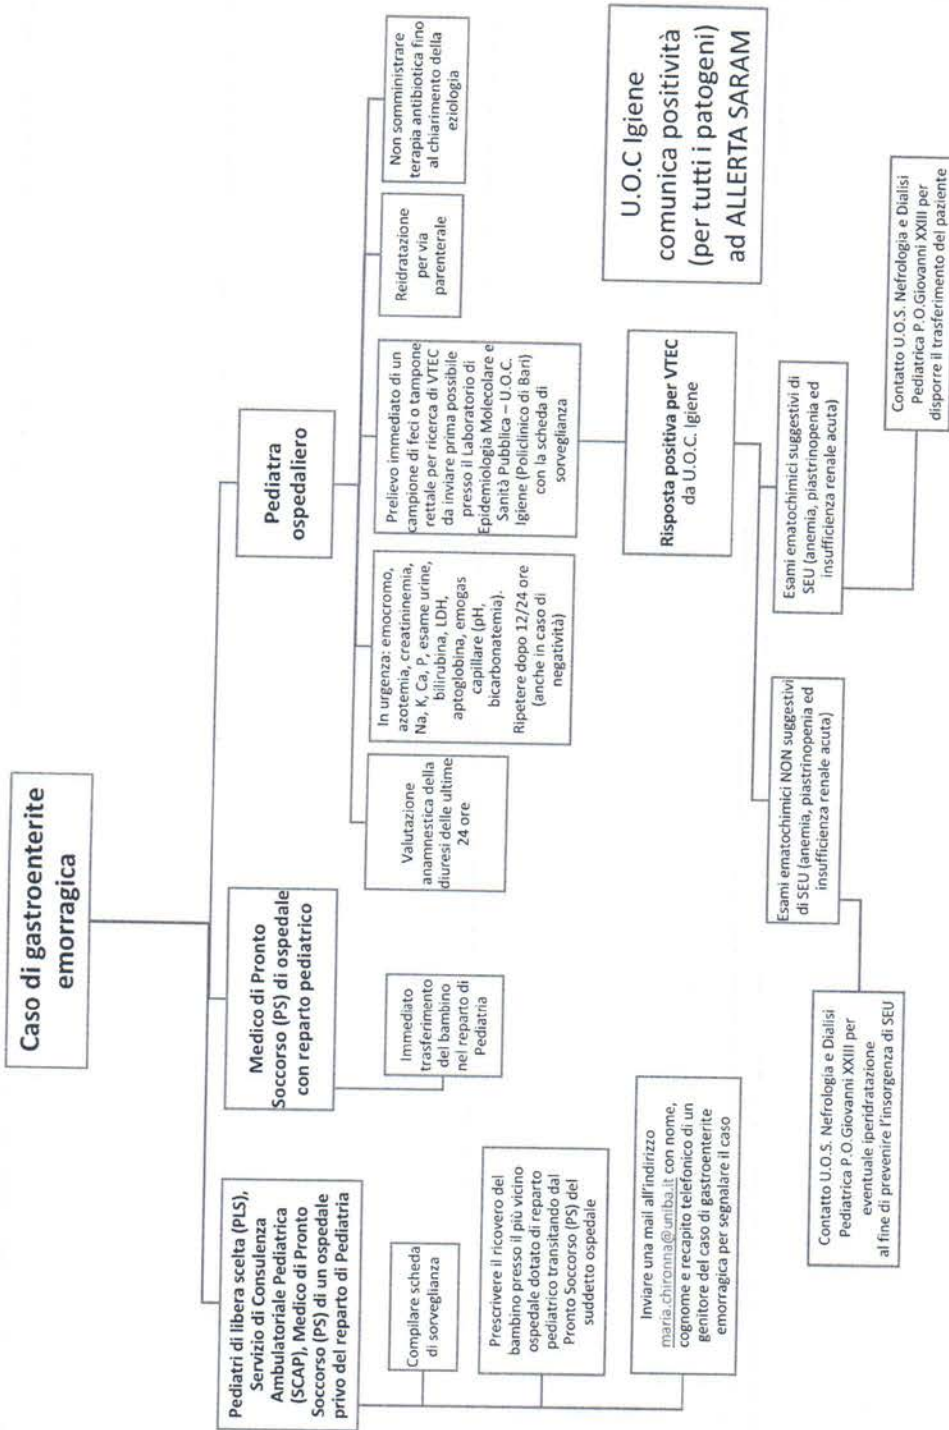 Caso di gastroenterite
emorragica
Pediatri di libera scelta (PLS),
Servizio di Consulenza
Ambulatoriale Pediatrica
(SCAP), Medico di Pronto
Soccorso (PS) di un ospedale
privo del reparto di Pediatria
Compilare scheda
di sorveglianza
Prescrivere il ricovero del
bambino presso il più vicino
ospedale dotato di reparto
pediatrico transitando dal
Pronto Soccorso (PS) del
suddetto ospedale
Inviare una mail all'indirizzo
maria.chironna@uniba.it con nome,
cognome e recapito telefonico di un
genitore del caso di gastroenterite
emorragica per segnalare il caso
Medico di Pronto
Soccorso (PS) di ospedale
con reparto pediatrico
Immediato
trasferimento
del bambino
nel reparto di
Pediatria
Pediatra
ospedaliero
Valutazione
anamnestica della
diuresi delle ultime
24 ore
In urgenza: emocromo,
azotemia, creatininemia,
Na, K, Ca, P, esame urine,
bilirubina, LDH,
aptoglobina, emogas
capillare (pH,
bicarbonatemia).
Ripetere dopo 12/24 ore
(anche in caso di
negatività)
Prelievo immediato di un
campione di feci o tampone
rettale per ricerca di VTEC
da inviare prima possibile
presso il Laboratorio di
Epidemiologia Molecolare e
Sanità Pubblica – U.O.C.
Igiene (Policlinico di Bari)
con la scheda di
sorveglianza
Reidratazione
per via
parenterale
Non somministrare
terapia antibiotica fino
al chiarimento della
eziologia
Risposta positiva per VTEC
da U.O.C. Igiene
Esami ematochimici NON suggestivi
di SEU (anemia, piastrinopenia ed
insufficienza renale acuta)
Contatto U.O.S. Nefrologia e Dialisi
Pediatrica P.O.Giovanni XXIII per
eventuale iperidratazione
al fine di prevenire l'insorgenza di SEU
Esami ematochimici suggestivi di
SEU (anemia, piastrinopenia ed
insufficienza renale acuta)
Contatto U.O.S. Nefrologia e Dialisi
Pediatrica P.O.Giovanni XXIII per
disporre il trasferimento del paziente
U.O.C Igiene
comunica positività
(per tutti i patogeni)
ad ALLERTA SARAM